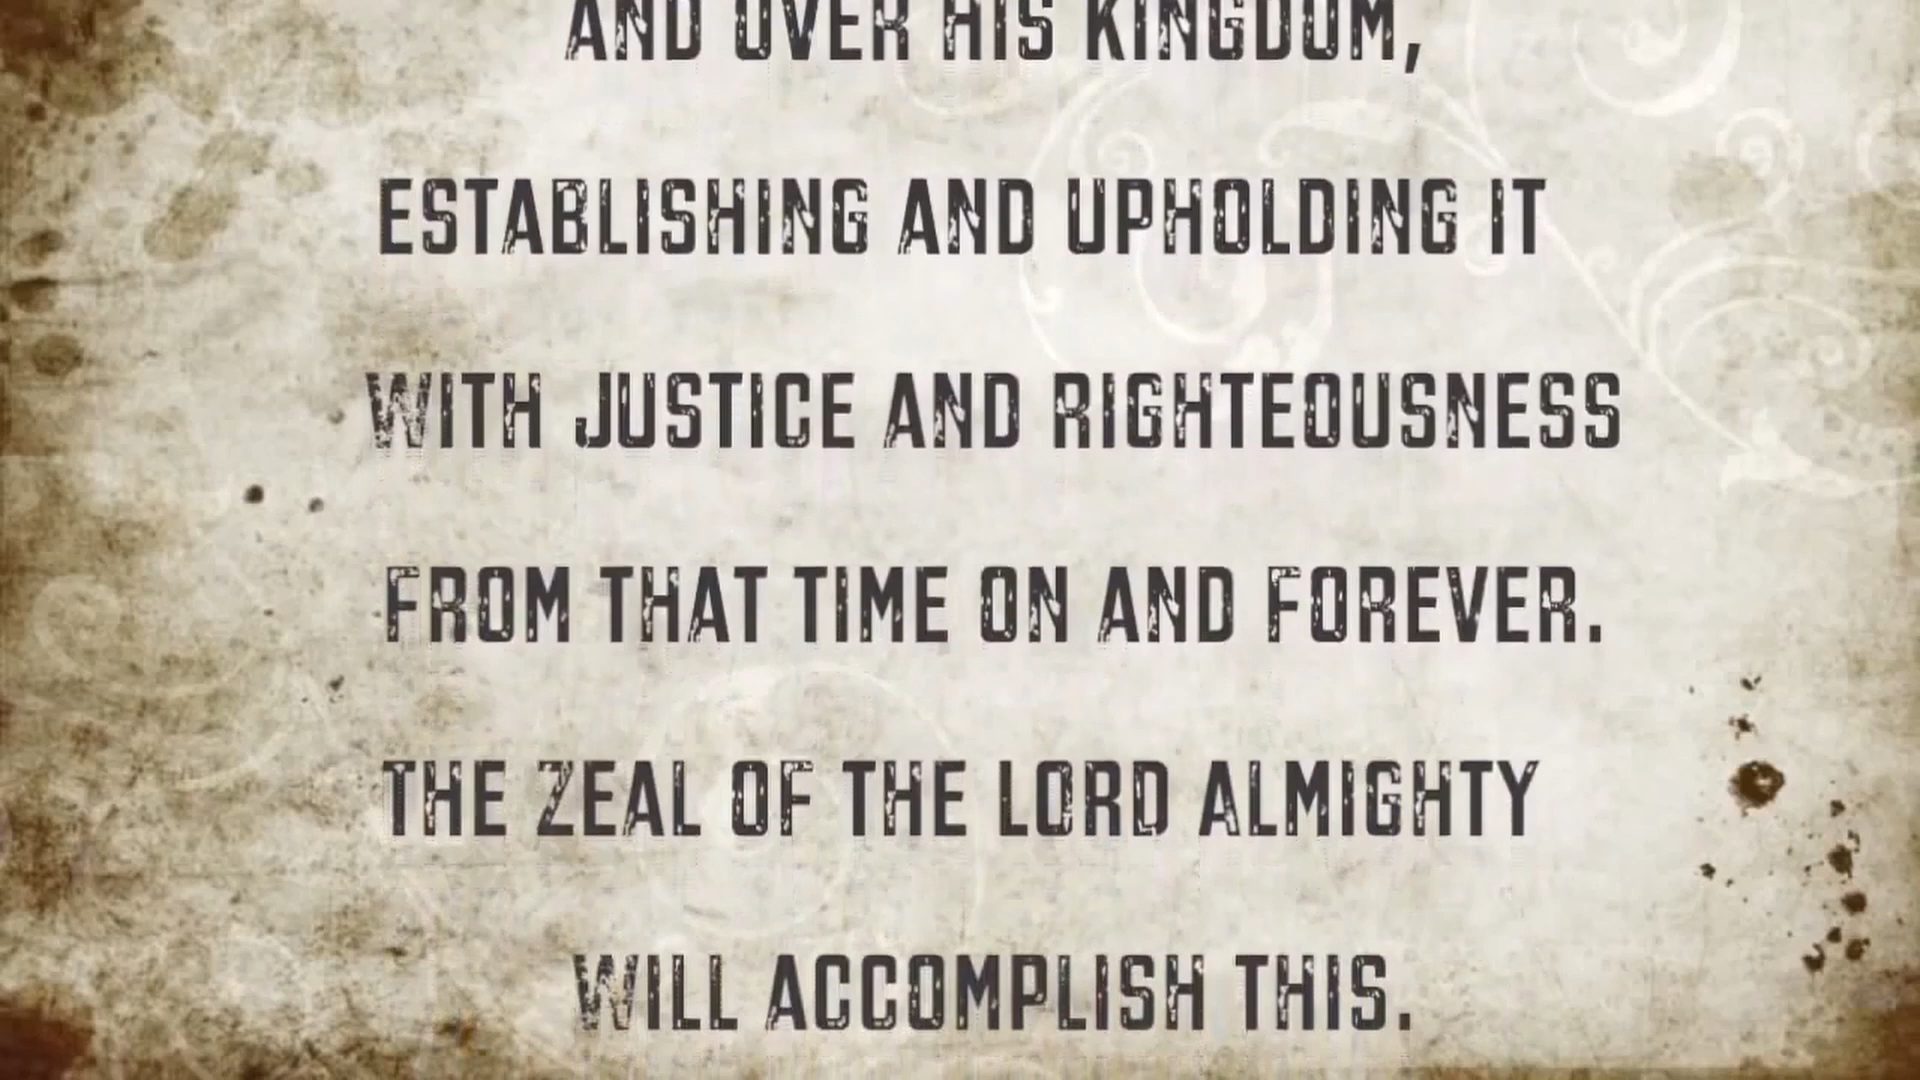 AND OVER HIS KINGDOM,
ESTABLISHING AND UPHOLDING IT
WITH JUSTICE AND RIGHTEOUSNESS
FROM THAT TIME ON AND FOREVER.
THE ZEAL OF THE LORD ALMIGHTY
WILL ACCOMPLISH THIS.